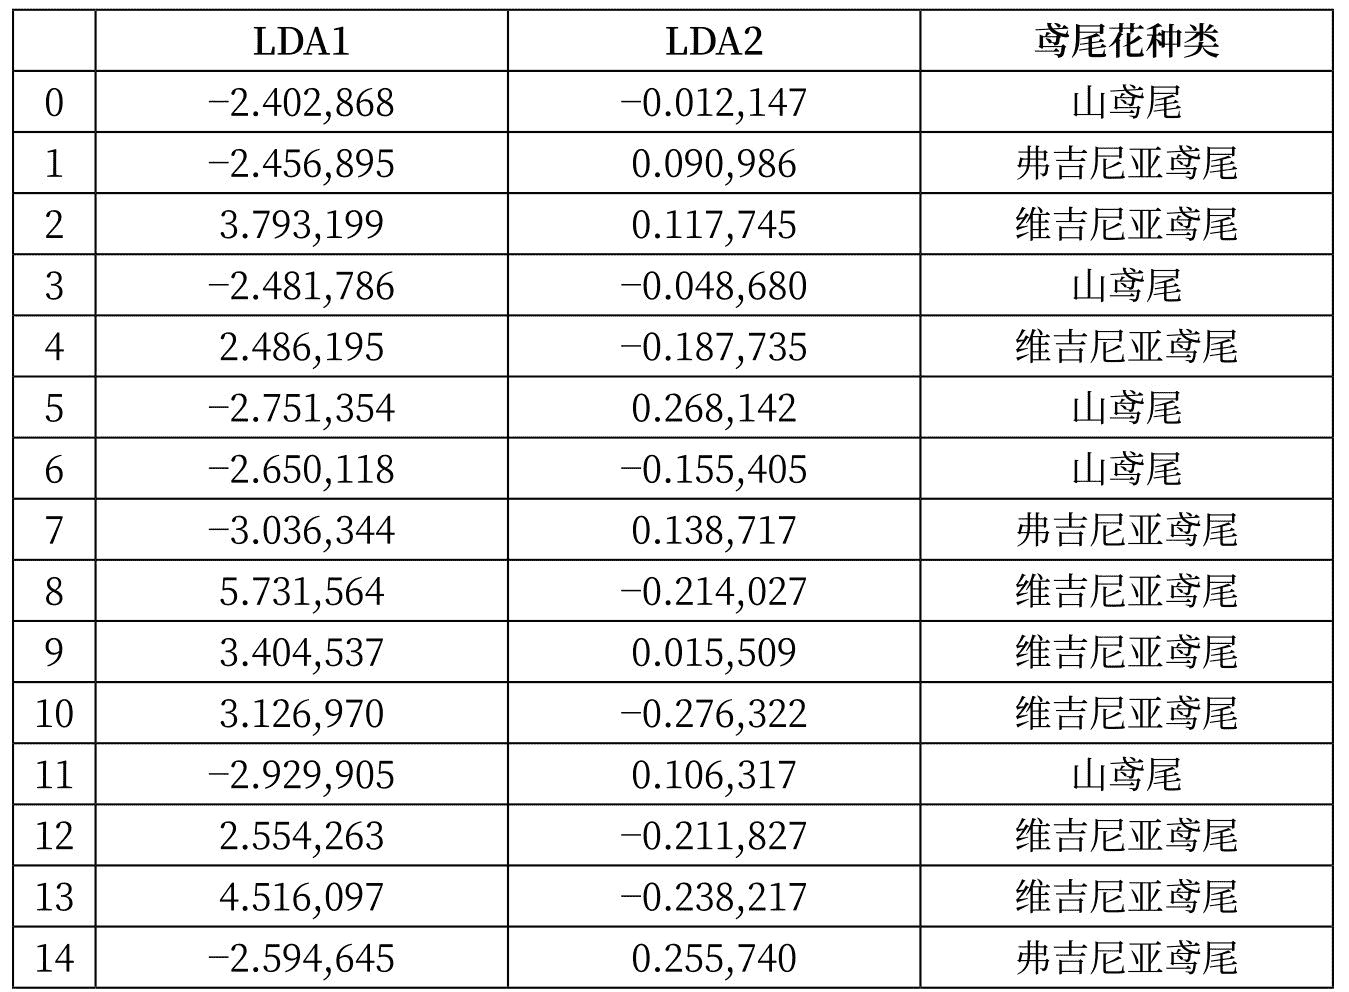 LDA1 LDA2 鸢尾花种类
0 −2.402,868 −0.012,147 山鸢尾
1 −2.456,895 0.090,986 弗吉尼亚鸢尾
2 3.793,199 0.117,745 维吉尼亚鸢尾
3 −2.481,786 −0.048,680 山鸢尾
4 2.486,195 −0.187,735 维吉尼亚鸢尾
5 −2.751,354 0.268,142 山鸢尾
6 −2.650,118 −0.155,405 山鸢尾
7 −3.036,344 0.138,717 弗吉尼亚鸢尾
8 5.731,564 −0.214,027 维吉尼亚鸢尾
9 3.404,537 0.015,509 维吉尼亚鸢尾
10 3.126,970 −0.276,322 维吉尼亚鸢尾
11 −2.929,905 0.106,317 山鸢尾
12 2.554,263 −0.211,827 维吉尼亚鸢尾
13 4.516,097 −0.238,217 维吉尼亚鸢尾
14 −2.594,645 0.255,740 弗吉尼亚鸢尾